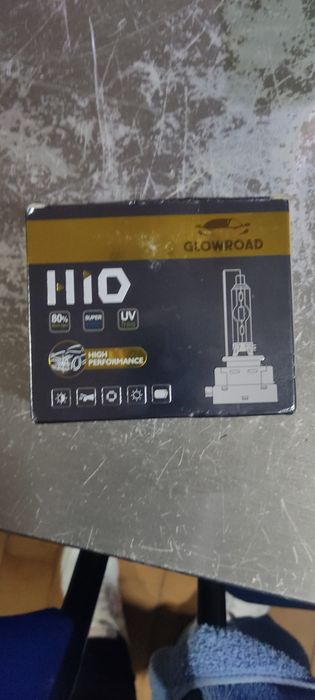 GLOWROAD
HID
80%
SUPER
UV
HIGH
PERFORMANCE